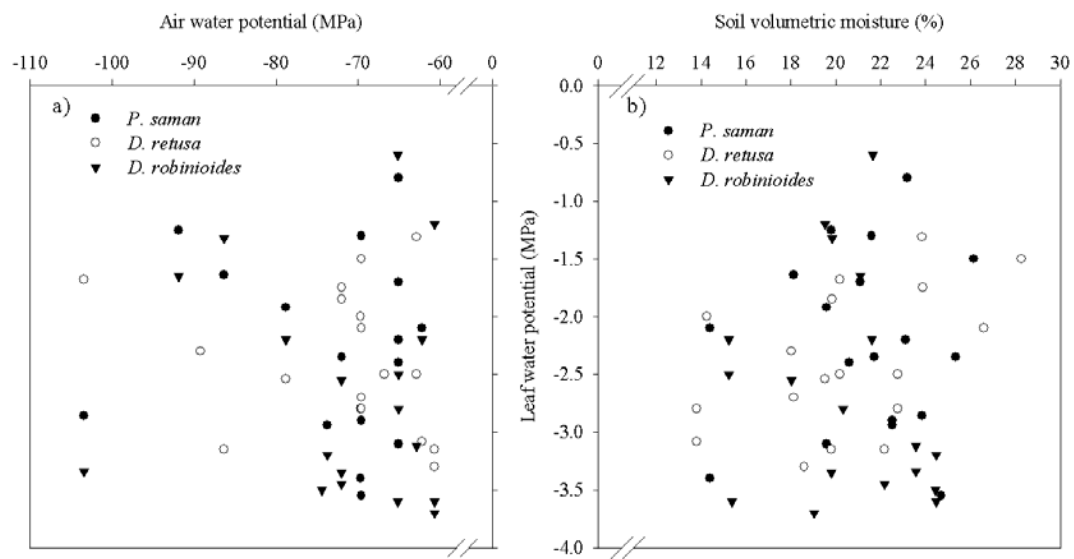 Air water potential (MPa)
Soil volumetric moisture (%)
-110 -100 -90 -80 -70 -60 0
0 12 14 16 18 20 22 24 26 28 30
a)
P. saman
D. retusa
D. robinioides
b)
P. saman
D. retusa
D. robinioides
Leaf water potential (MPa)
0.0
-0.5
-1.0
-1.5
-2.0
-2.5
-3.0
-3.5
-4.0